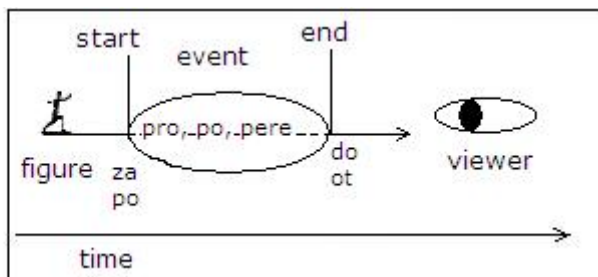 start
event
end
pro, po, pere
figure
za
po
do
ot
viewer
time